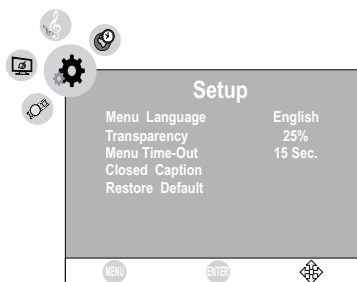 Setup
Menu Language English
Transparency 25%
Menu Time-Out 15 Sec.
Closed Caption
Restore Default
MENU ENTER